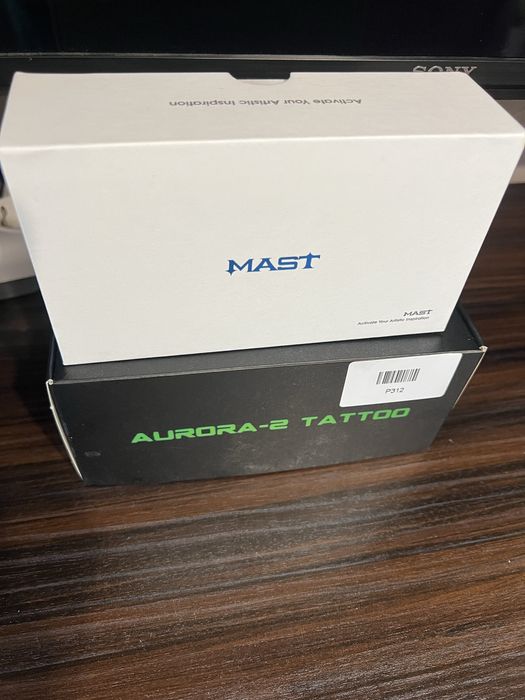 SONY
Activate Your Artistic Inspiration
MAST
MAST
Activate Your Artistic Inspiration
P312
AURORA-2 TATTOO